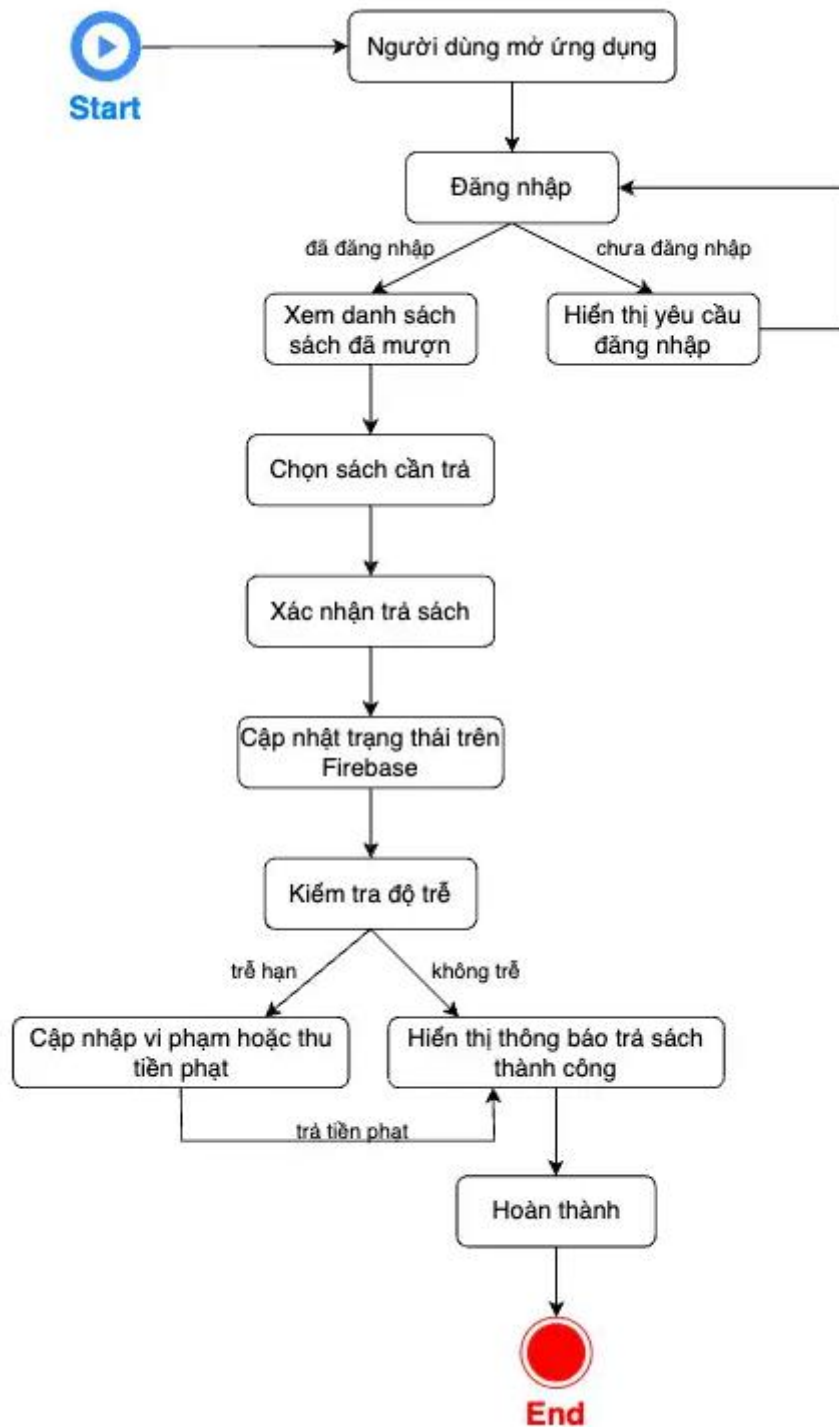 Người dùng mở ứng dụng
Start
Đăng nhập
đã đăng nhập
chưa đăng nhập
Xem danh sách
sách đã mượn
Hiển thị yêu cầu
đăng nhập
Chọn sách cần trả
Xác nhận trả sách
Cập nhật trạng thái trên
Firebase
Kiểm tra độ trễ
trễ hạn
không trễ
Cập nhập vi phạm hoặc thu
tiền phạt
Hiển thị thông báo trả sách
thành công
trả tiền phạt
Hoàn thành
End